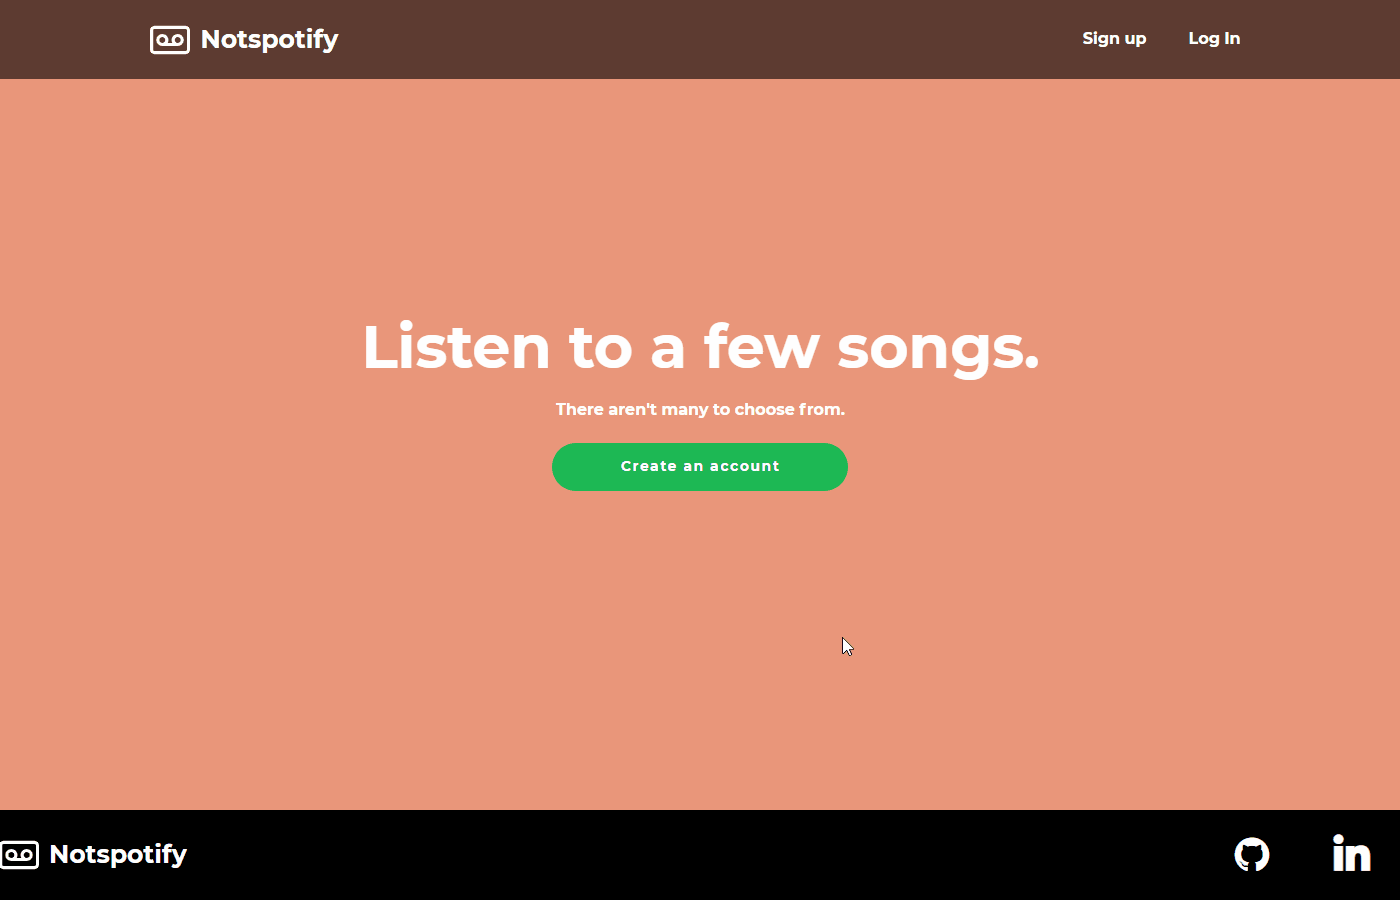 Notspotify
Sign up
Log In
Listen to a few songs.
There aren't many to choose from.
Create an account
Notspotify
in